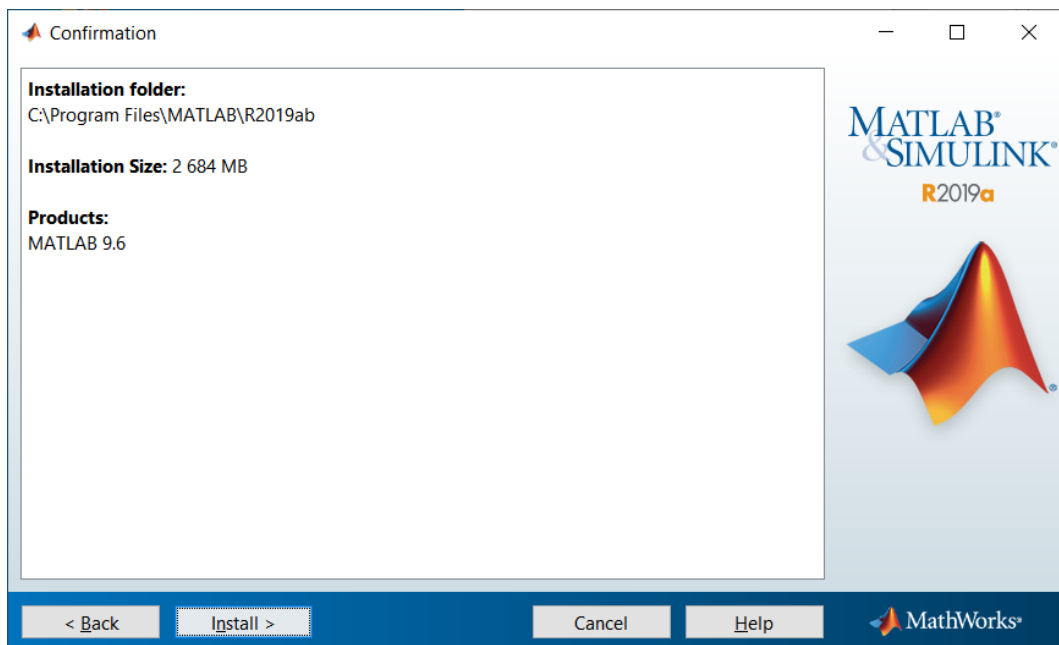 Confirmation
Installation folder:
C:\Program Files\MATLAB\R2019ab
Installation Size: 2 684 MB
Products:
MATLAB 9.6
MATLAB®
&SIMULINK®
R2019a
®
< Back
Install >
Cancel
Help
MathWorks®